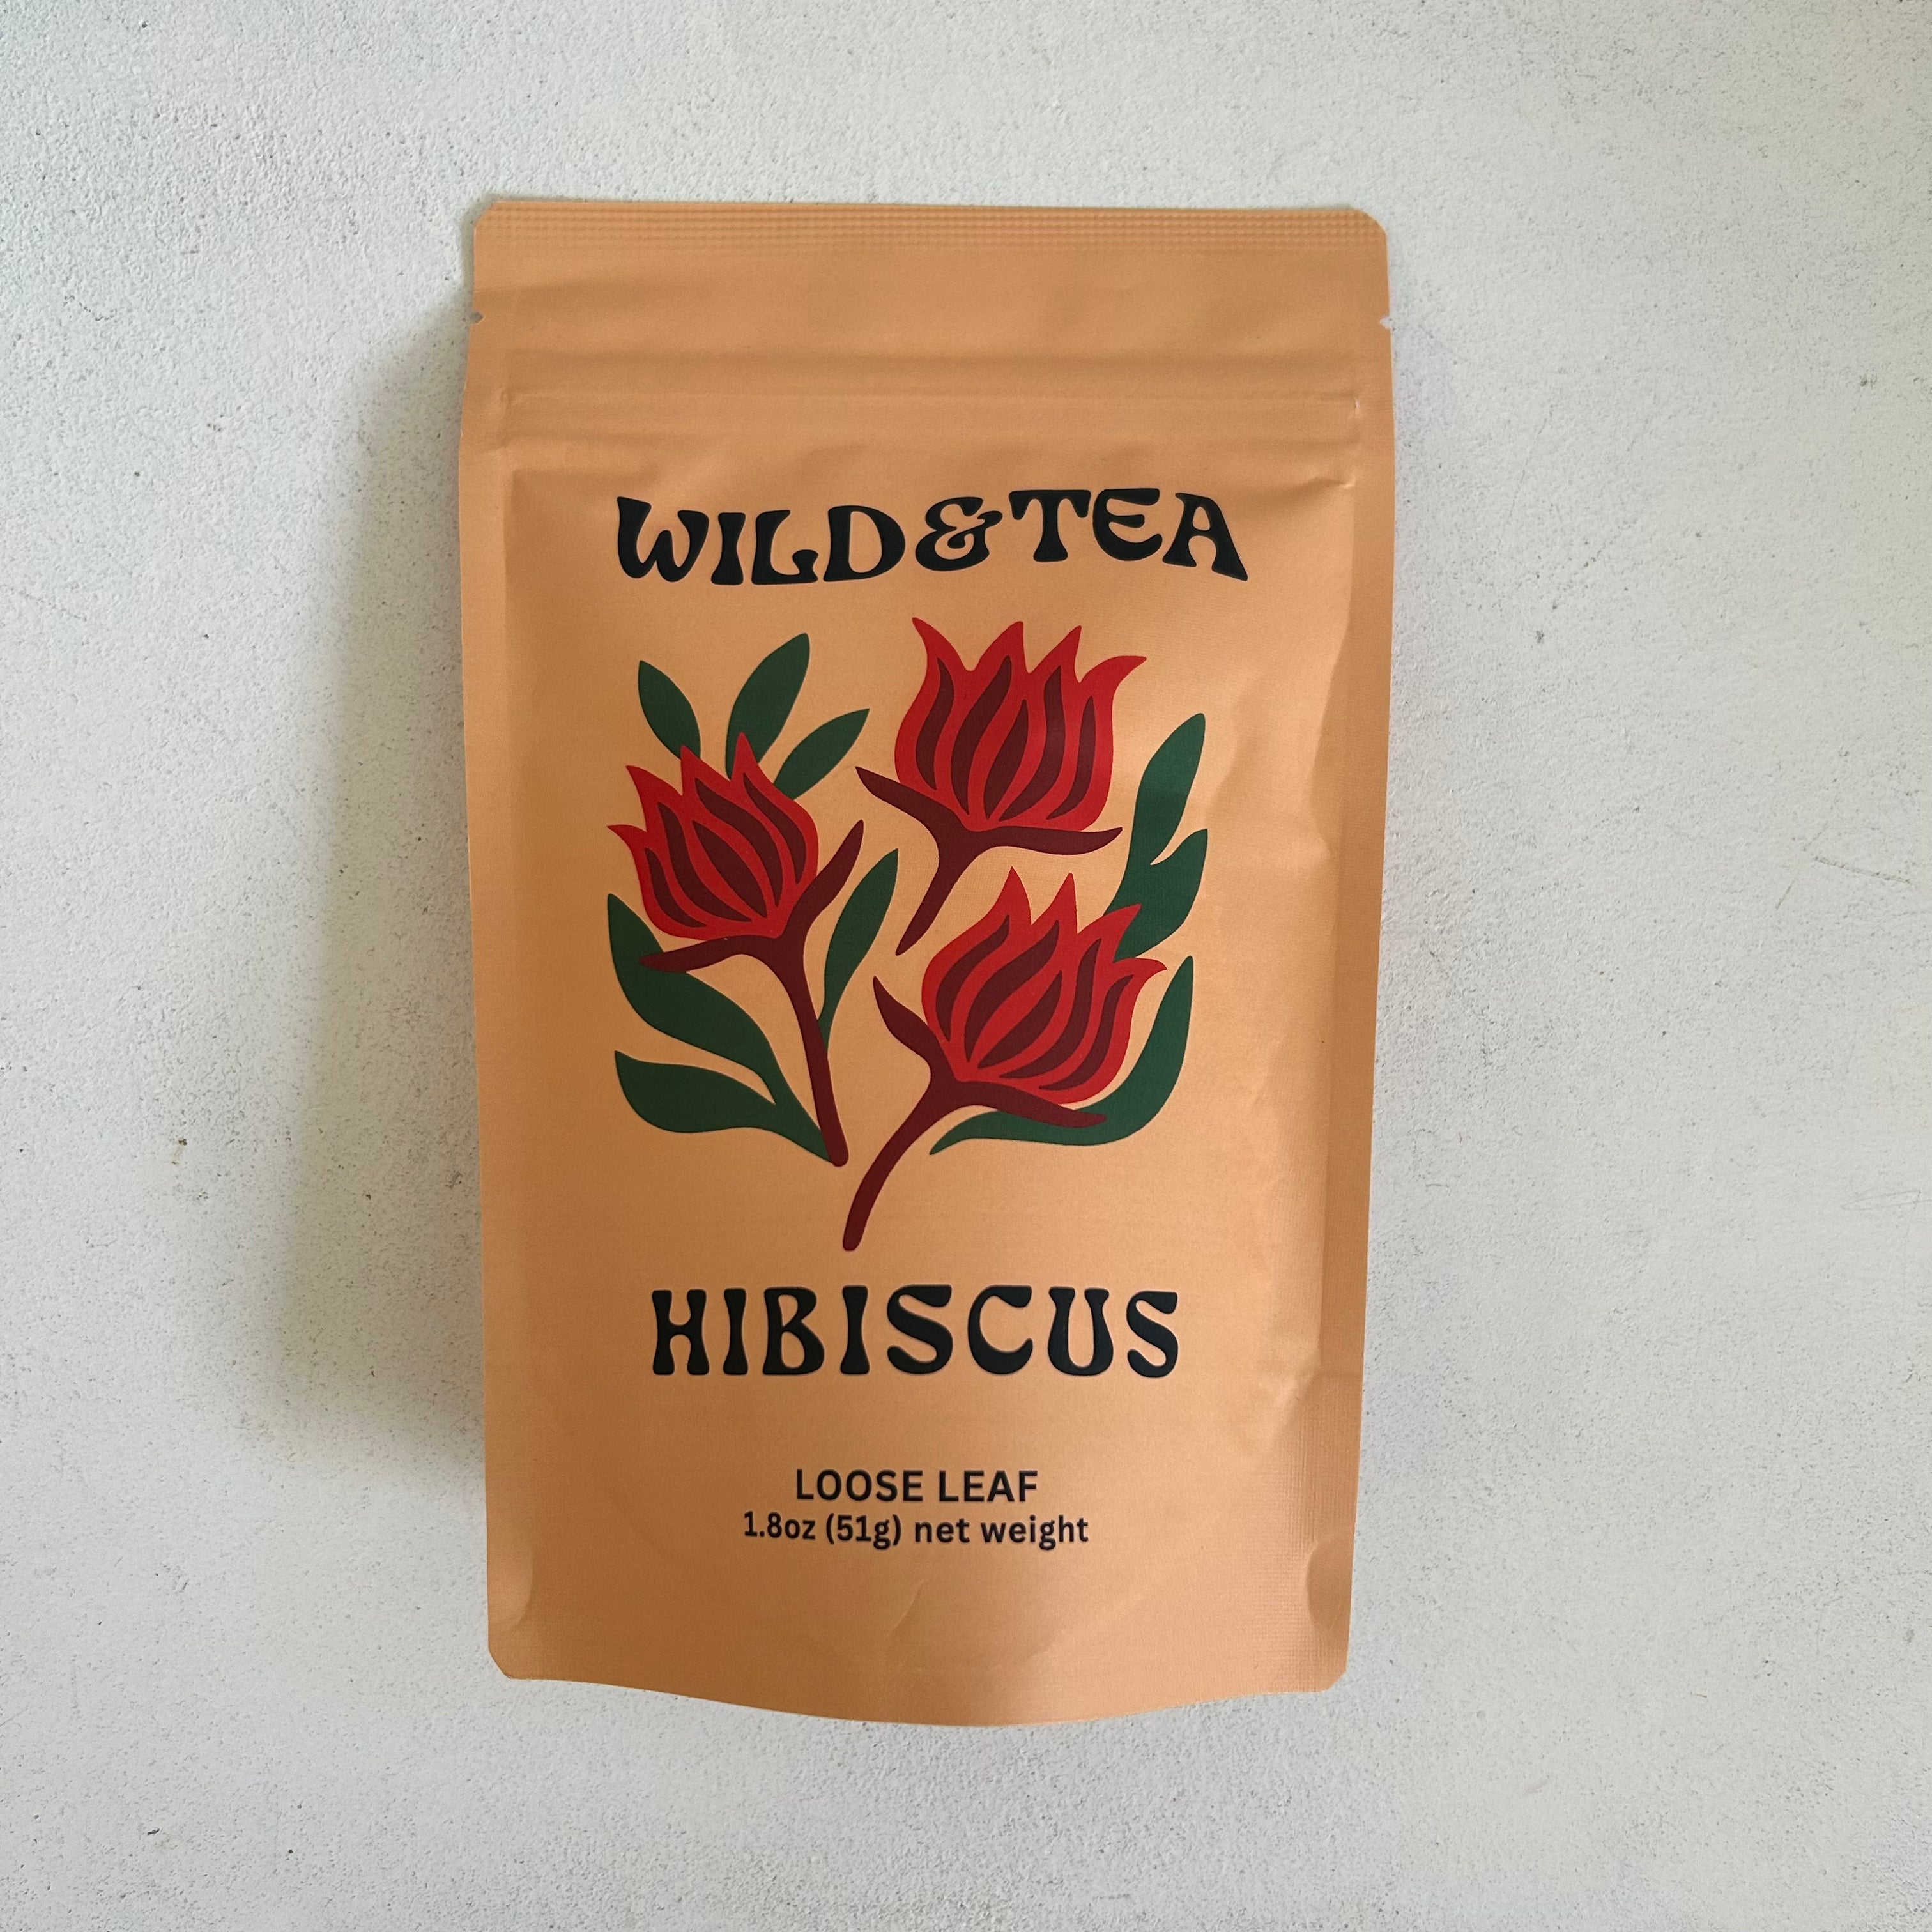 WILD&TEA
HIBISCUS
LOOSE LEAF
1.8oz (51g) net weight